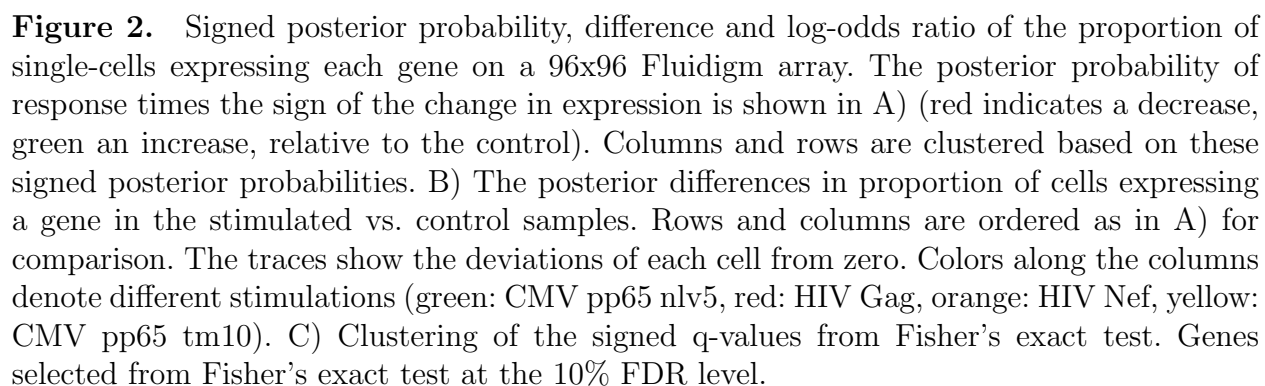 Figure 2. Signed posterior probability, difference and log-odds ratio of the proportion of
single-cells expressing each gene on a 96x96 Fluidigm array. The posterior probability of
response times the sign of the change in expression is shown in A) (red indicates a decrease,
green an increase, relative to the control). Columns and rows are clustered based on these
signed posterior probabilities. B) The posterior differences in proportion of cells expressing
a gene in the stimulated vs. control samples. Rows and columns are ordered as in A) for
comparison. The traces show the deviations of each cell from zero. Colors along the columns
denote different stimulations (green: CMV pp65 nlv5, red: HIV Gag, orange: HIV Nef, yellow:
CMV pp65 tm10). C) Clustering of the signed q-values from Fisher's exact test. Genes
selected from Fisher's exact test at the 10% FDR level.